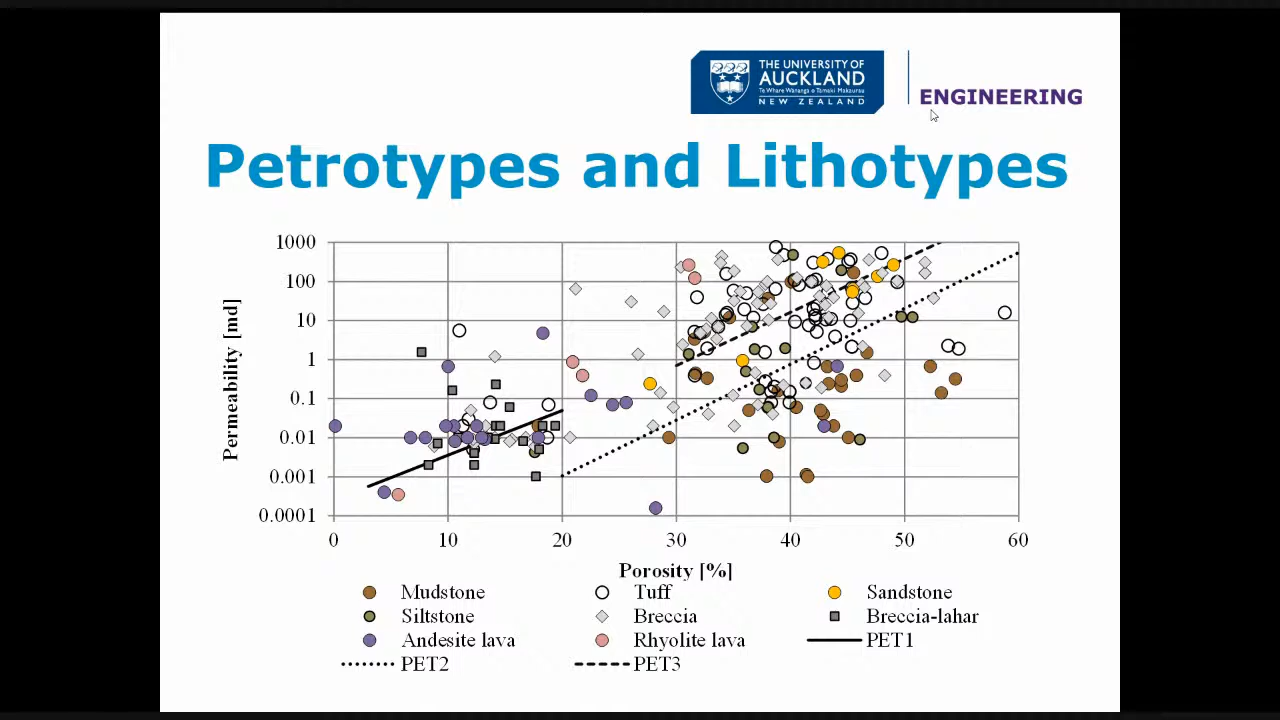 THE UNIVERSITY OF
AUCKLAND
Te Whare Wānanga o Tāmaki Makaurau
NEW ZEALAND
ENGINEERING
Petrotypes and Lithotypes
1000
100
10
1
0.1
0.01
0.001
0.0001
Permeability [md]
0 10 20 30 40 50 60
Porosity [%]
Mudstone Tuff Sandstone
Siltstone Breccia Breccia-lahar
Andesite lava Rhyolite lava PET1
PET2 PET3